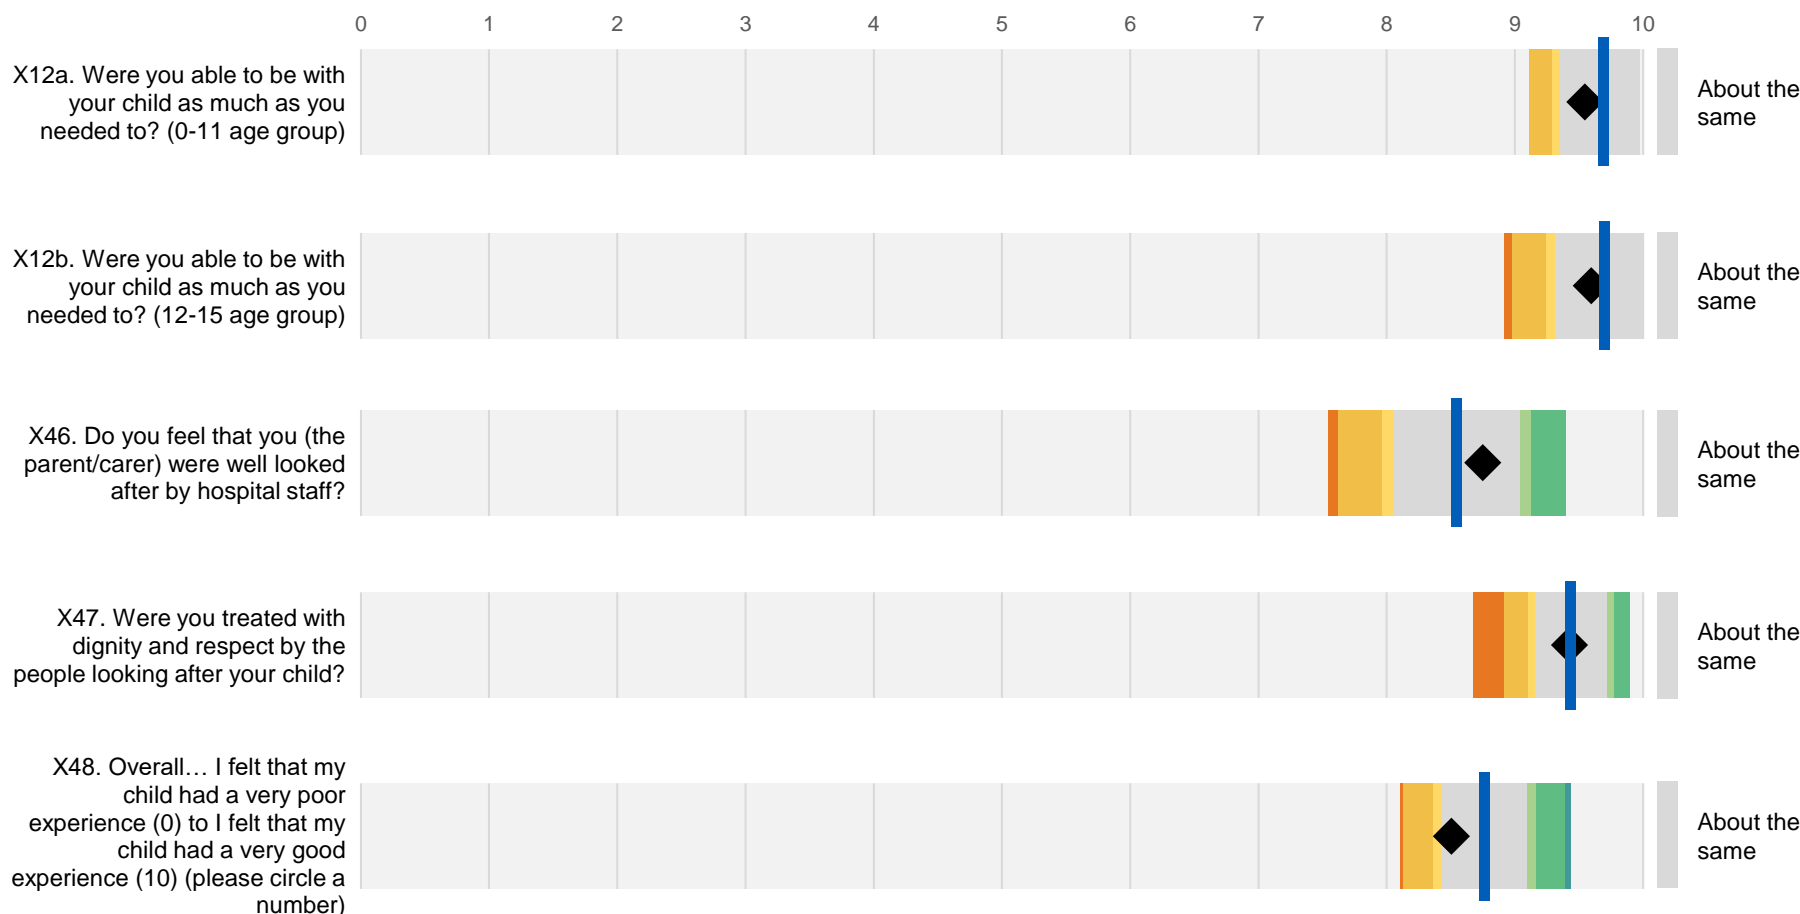 0 1 2 3 4 5 6 7 8 9 10
X12a. Were you able to be with
your child as much as you
needed to? (0-11 age group)
About the
same
X12b. Were you able to be with
your child as much as you
needed to? (12-15 age group)
About the
same
X46. Do you feel that you (the
parent/carer) were well looked
after by hospital staff?
About the
same
X47. Were you treated with
dignity and respect by the
people looking after your child?
About the
same
X48. Overall… I felt that my
child had a very poor
experience (0) to I felt that my
child had a very good
experience (10) (please circle a
number)
About the
same